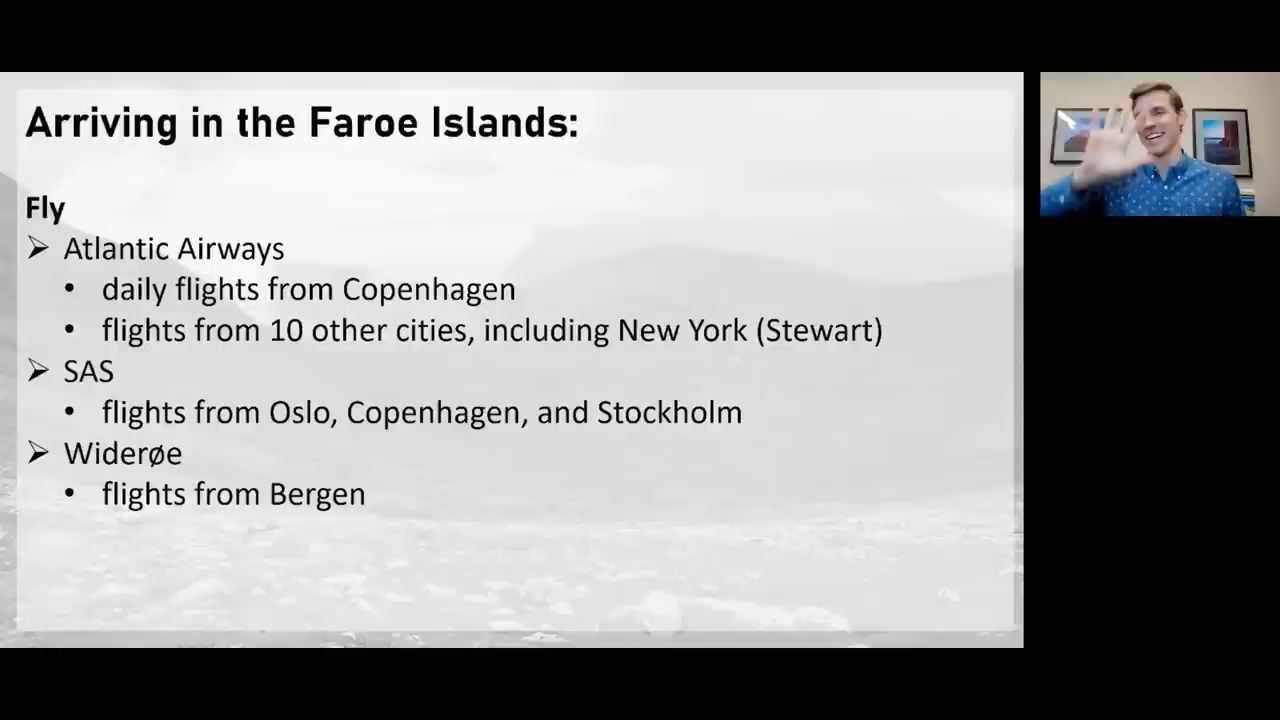 Arriving in the Faroe Islands:
Fly
➢ Atlantic Airways
• daily flights from Copenhagen
• flights from 10 other cities, including New York (Stewart)
➢ SAS
• flights from Oslo, Copenhagen, and Stockholm
➢ Widerøe
• flights from Bergen